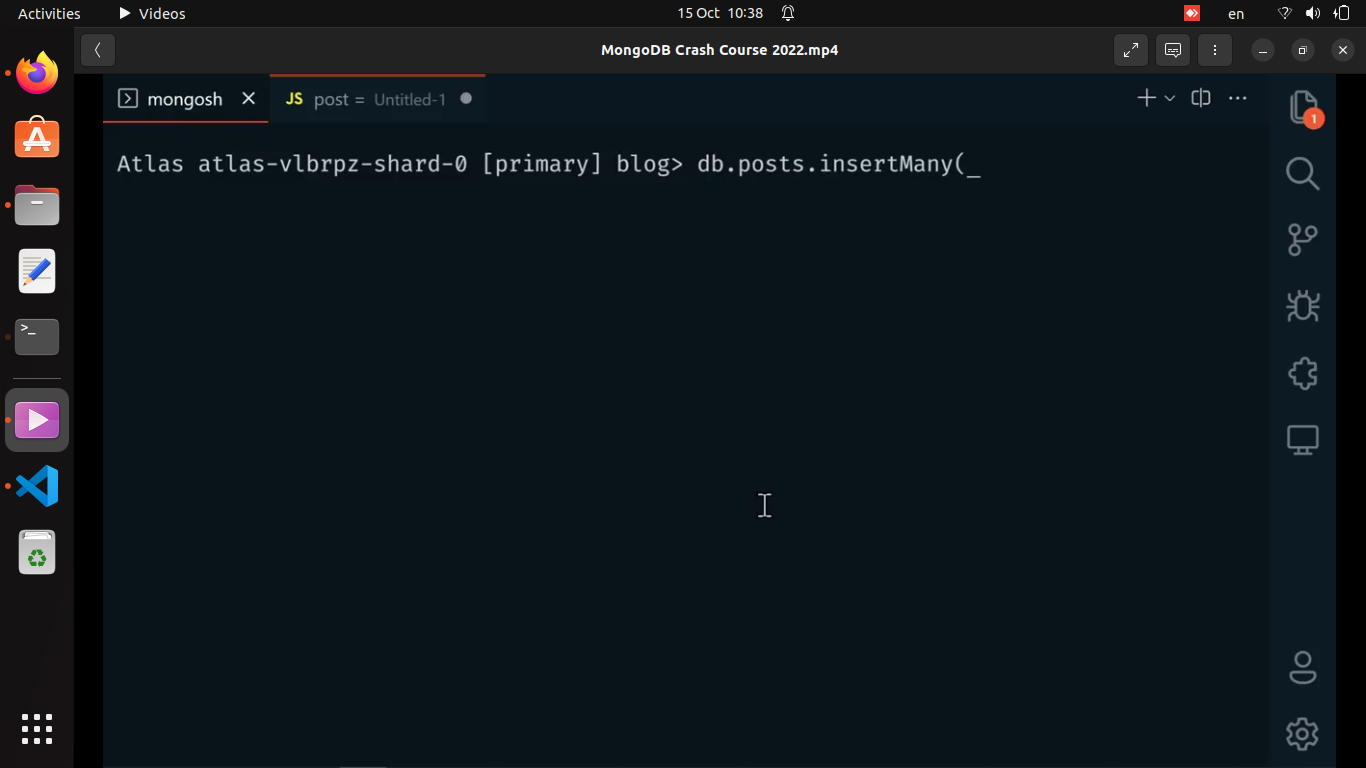 Activities
Videos
15 Oct 10:38
en
MongoDB Crash Course 2022.mp4
mongosh
JS post = Untitled-1
1
Atlas atlas-vlbrpz-shard-0 [primary] blog> db.posts.insertMany(_
>_